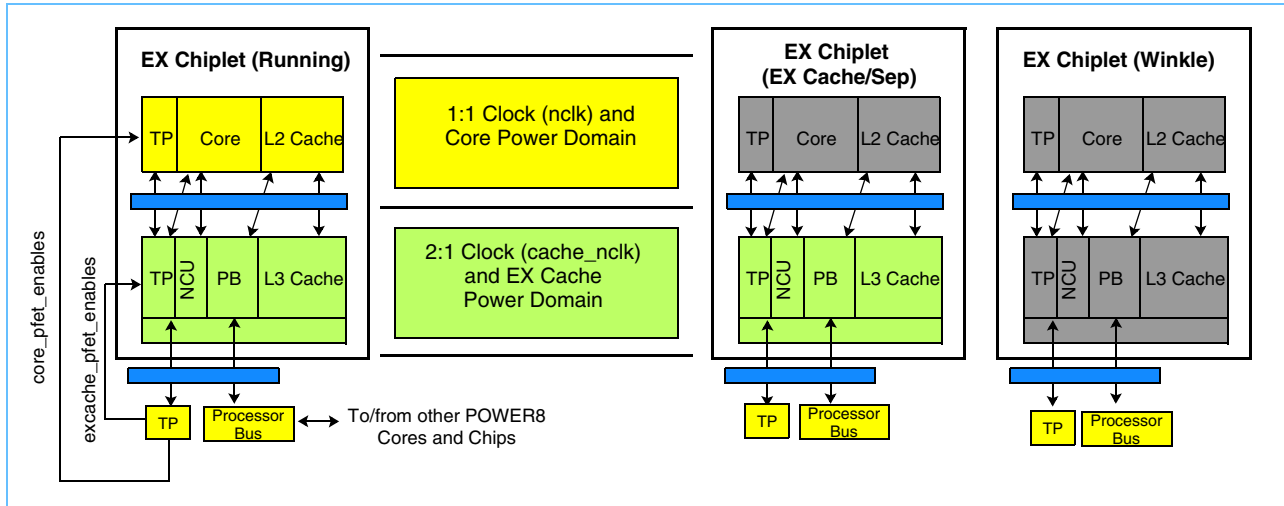 EX Chiplet (Running)
TP
Core
L2 Cache
TP
NCU
PB
L3 Cache
core_pfet_enables
excache_pfet_enables
TP
Processor
Bus
To/from other POWER8
Cores and Chips
1:1 Clock (nclk) and
Core Power Domain
2:1 Clock (cache_nclk)
and EX Cache
Power Domain
EX Chiplet
(EX Cache/Sep)
TP
Core
L2 Cache
TP
NCU
PB
L3 Cache
TP
Processor
Bus
EX Chiplet (Winkle)
TP
Core
L2 Cache
TP
NCU
PB
L3 Cache
TP
Processor
Bus